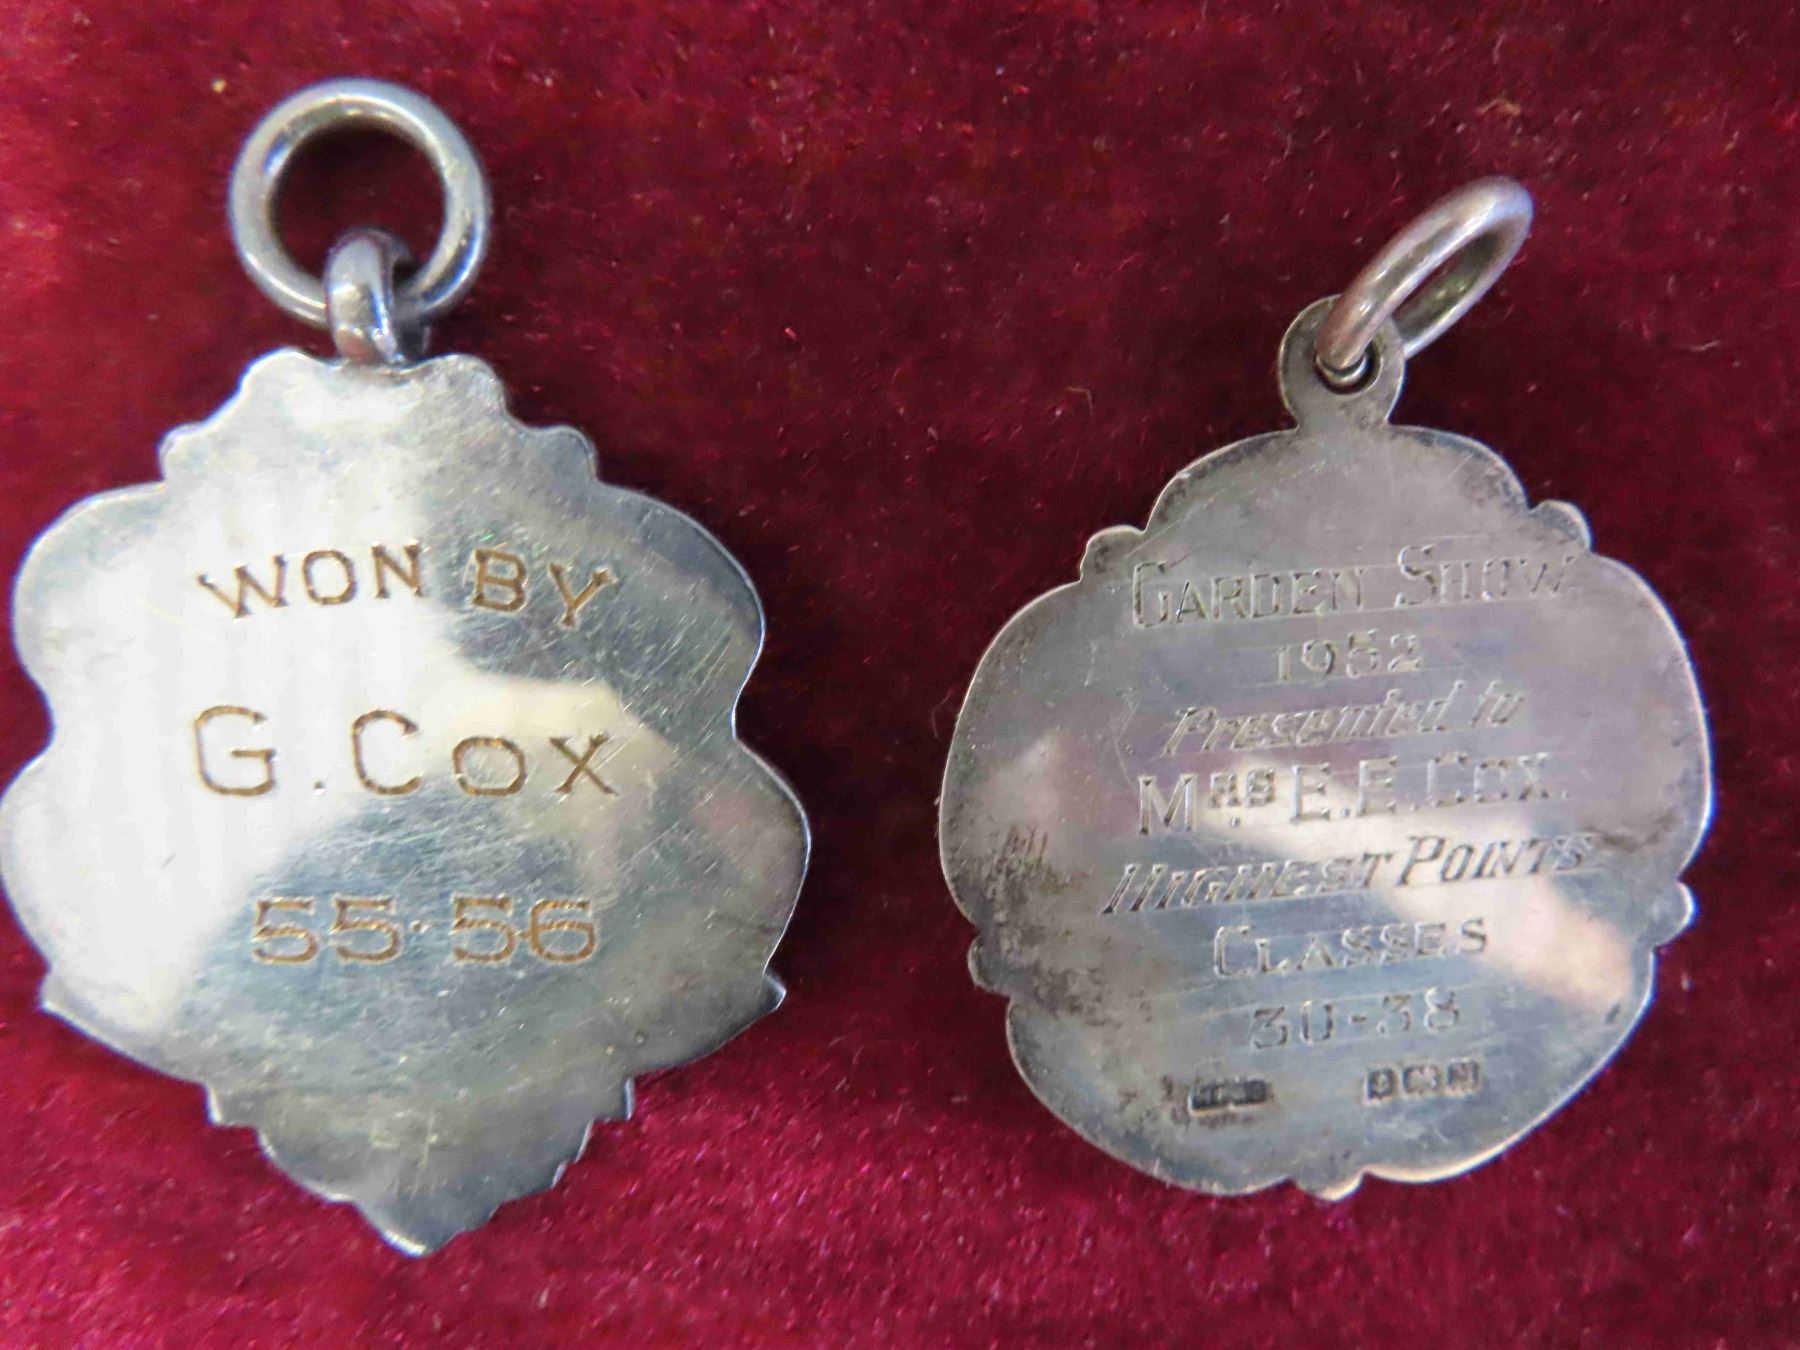 WON BY
G. COX
55-56
GARDEN SHOW
1952
Presented to
MRS E.E. COX.
HIGHEST POINTS
CLASSES
30-38